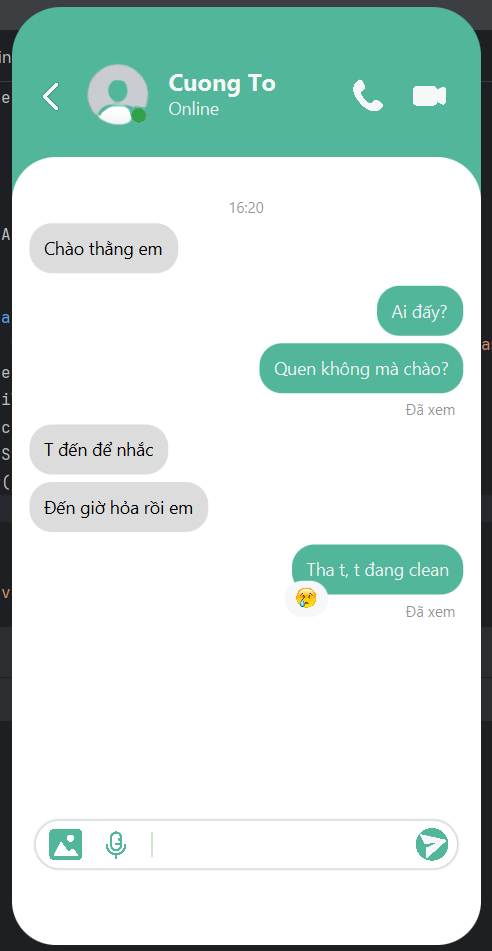 Cuong To
Online
16:20
Chào thằng em
Ai đấy?
Quen không mà chào?
Đã xem
T đến để nhắc
Đến giờ hỏa rồi em
Tha t, t đang clean
Đã xem